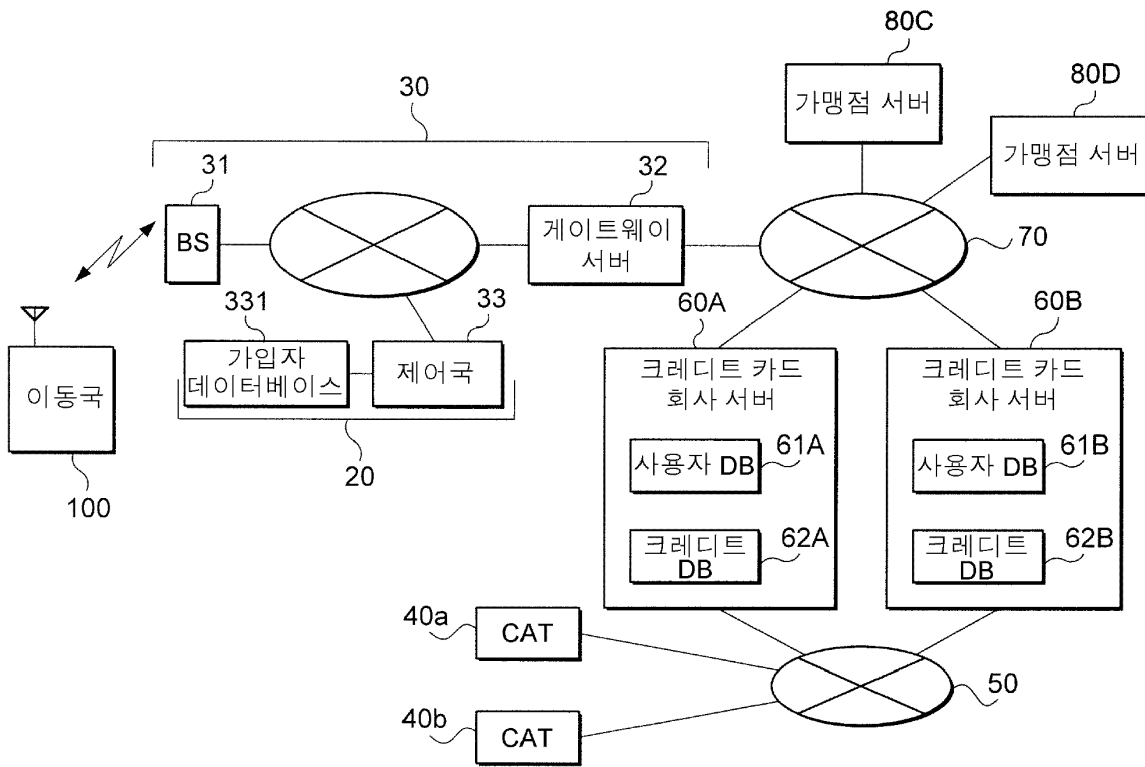 80C
가맹점 서버
80D
가맹점 서버
30
31
BS
32
게이트웨이
서버
70
331
가입자
데이터베이스
33
제어국
20
이동국
100
60A
크레디트 카드
회사 서버
사용자 DB
61A
크레디트
DB
62A
60B
크레디트 카드
회사 서버
사용자 DB
61B
크레디트
DB
62B
40a
CAT
40b
CAT
50